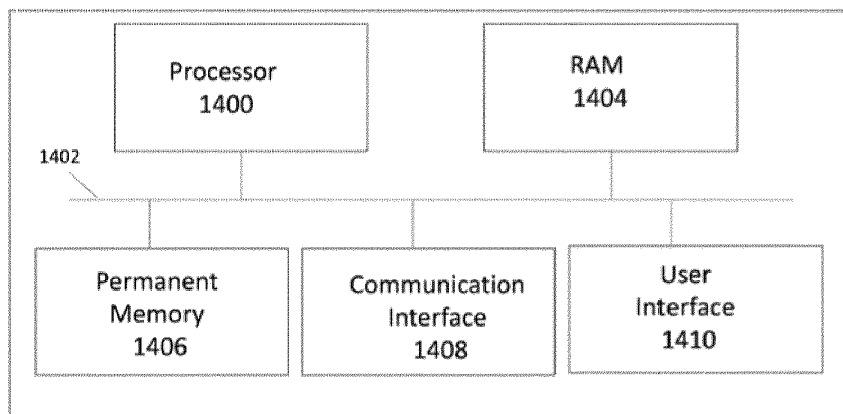 Processor
1400
RAM
1404
1402
Permanent
Memory
1406
Communication
Interface
1408
User
Interface
1410